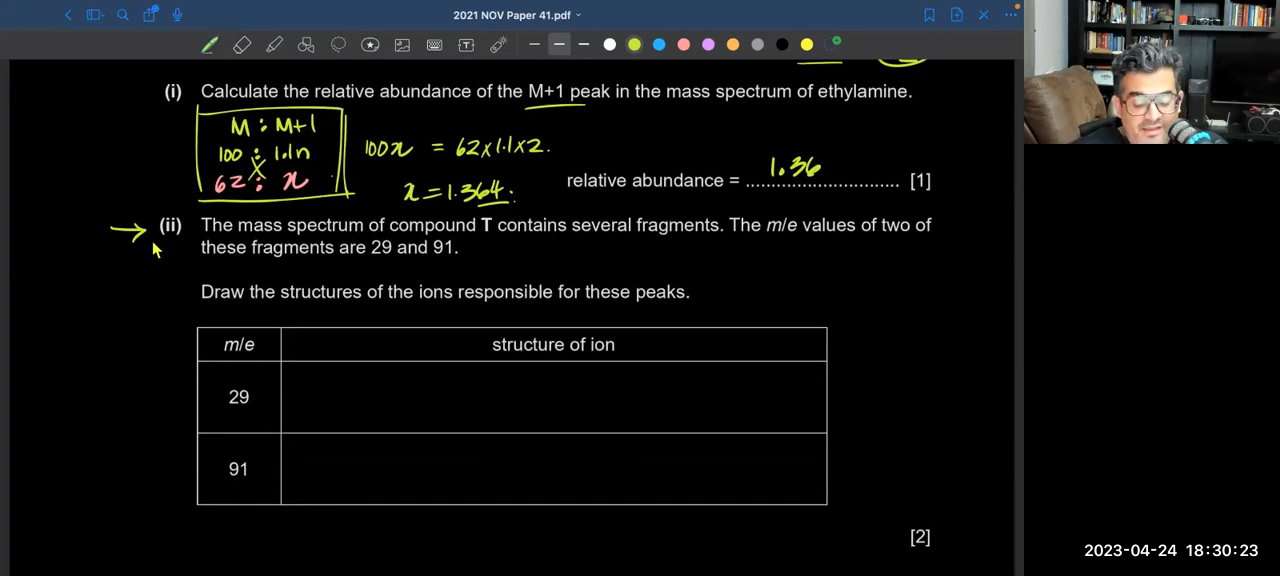 2021 NOV Paper 41.pdf
(i) Calculate the relative abundance of the M+1 peak in the mass spectrum of ethylamine.
M : M+1
100 : 1.1n
62 : x
100x = 62 x 1.1 x 2.
x = 1.364.
1.36
relative abundance = .............................. [1]
(ii) The mass spectrum of compound T contains several fragments. The m/e values of two of
these fragments are 29 and 91.
Draw the structures of the ions responsible for these peaks.
m/e structure of ion
29
91
[2]
2023-04-24 18:30:23